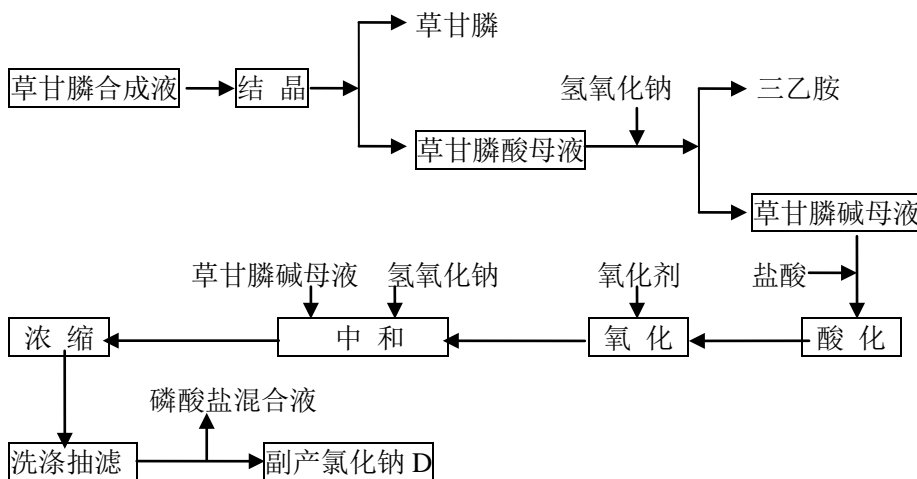 草甘膦
草甘膦合成液
结 晶
氢氧化钠
三乙胺
草甘膦酸母液
草甘膦碱母液
草甘膦碱母液
氢氧化钠
氧化剂
盐酸
浓 缩
中 和
氧 化
酸 化
磷酸盐混合液
洗涤抽滤
副产氯化钠 D